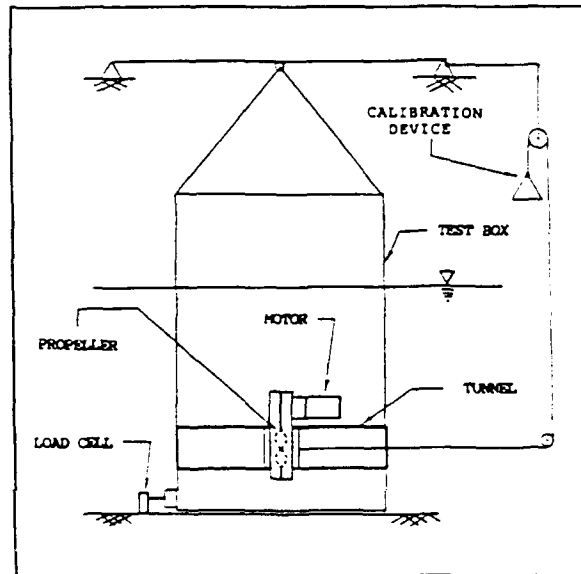 CALIBRATION
DEVICE
TEST BOX
MOTOR
PROPELLER
TUNNEL
LOAD CELL